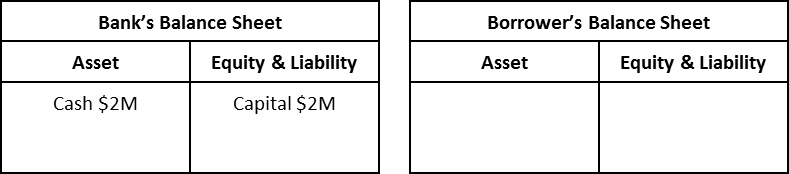 Bank’s Balance Sheet
Asset
Equity & Liability
Cash $2M
Capital $2M
Borrower’s Balance Sheet
Asset
Equity & Liability